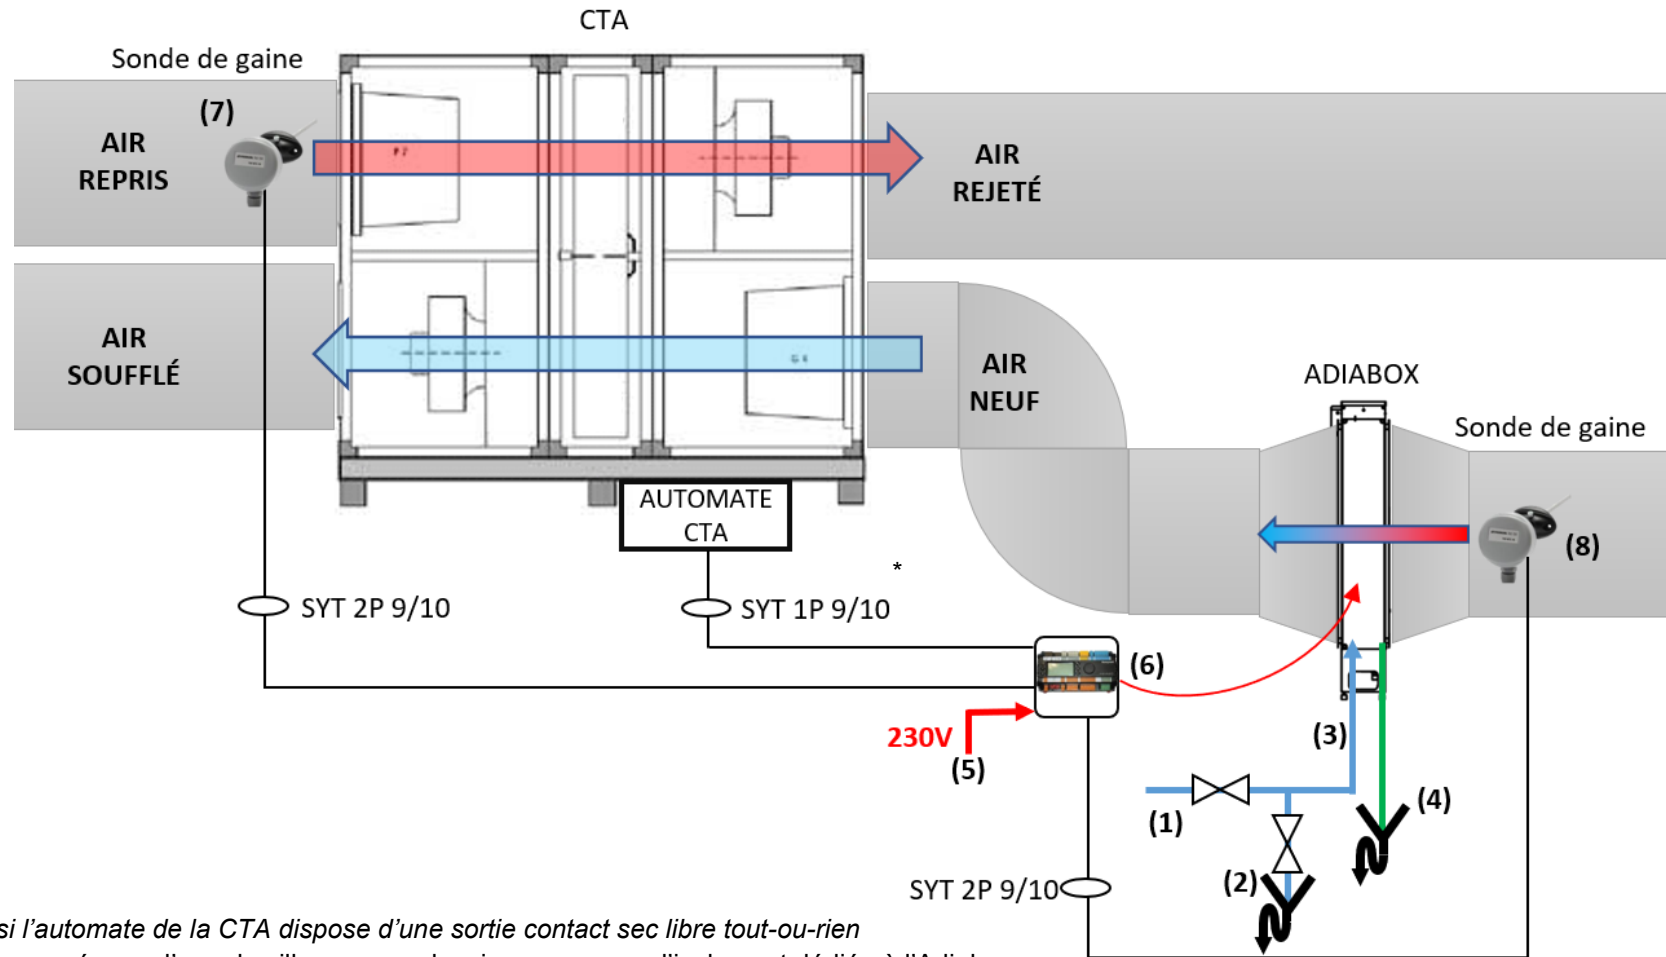 CTA
Sonde de gaine
(7)
AIR
REPRIS
AIR
REJETÉ
AIR
SOUFFLÉ
AIR
NEUF
ADIABOX
Sonde de gaine
(8)
AUTOMATE
CTA
*
SYT 2P 9/10
SYT 1P 9/10
(6)
230V
(5)
(3)
(1)
(4)
(2)
SYT 2P 9/10
si l'automate de la CTA dispose d'une sortie contact sec libre tout-ou-rien